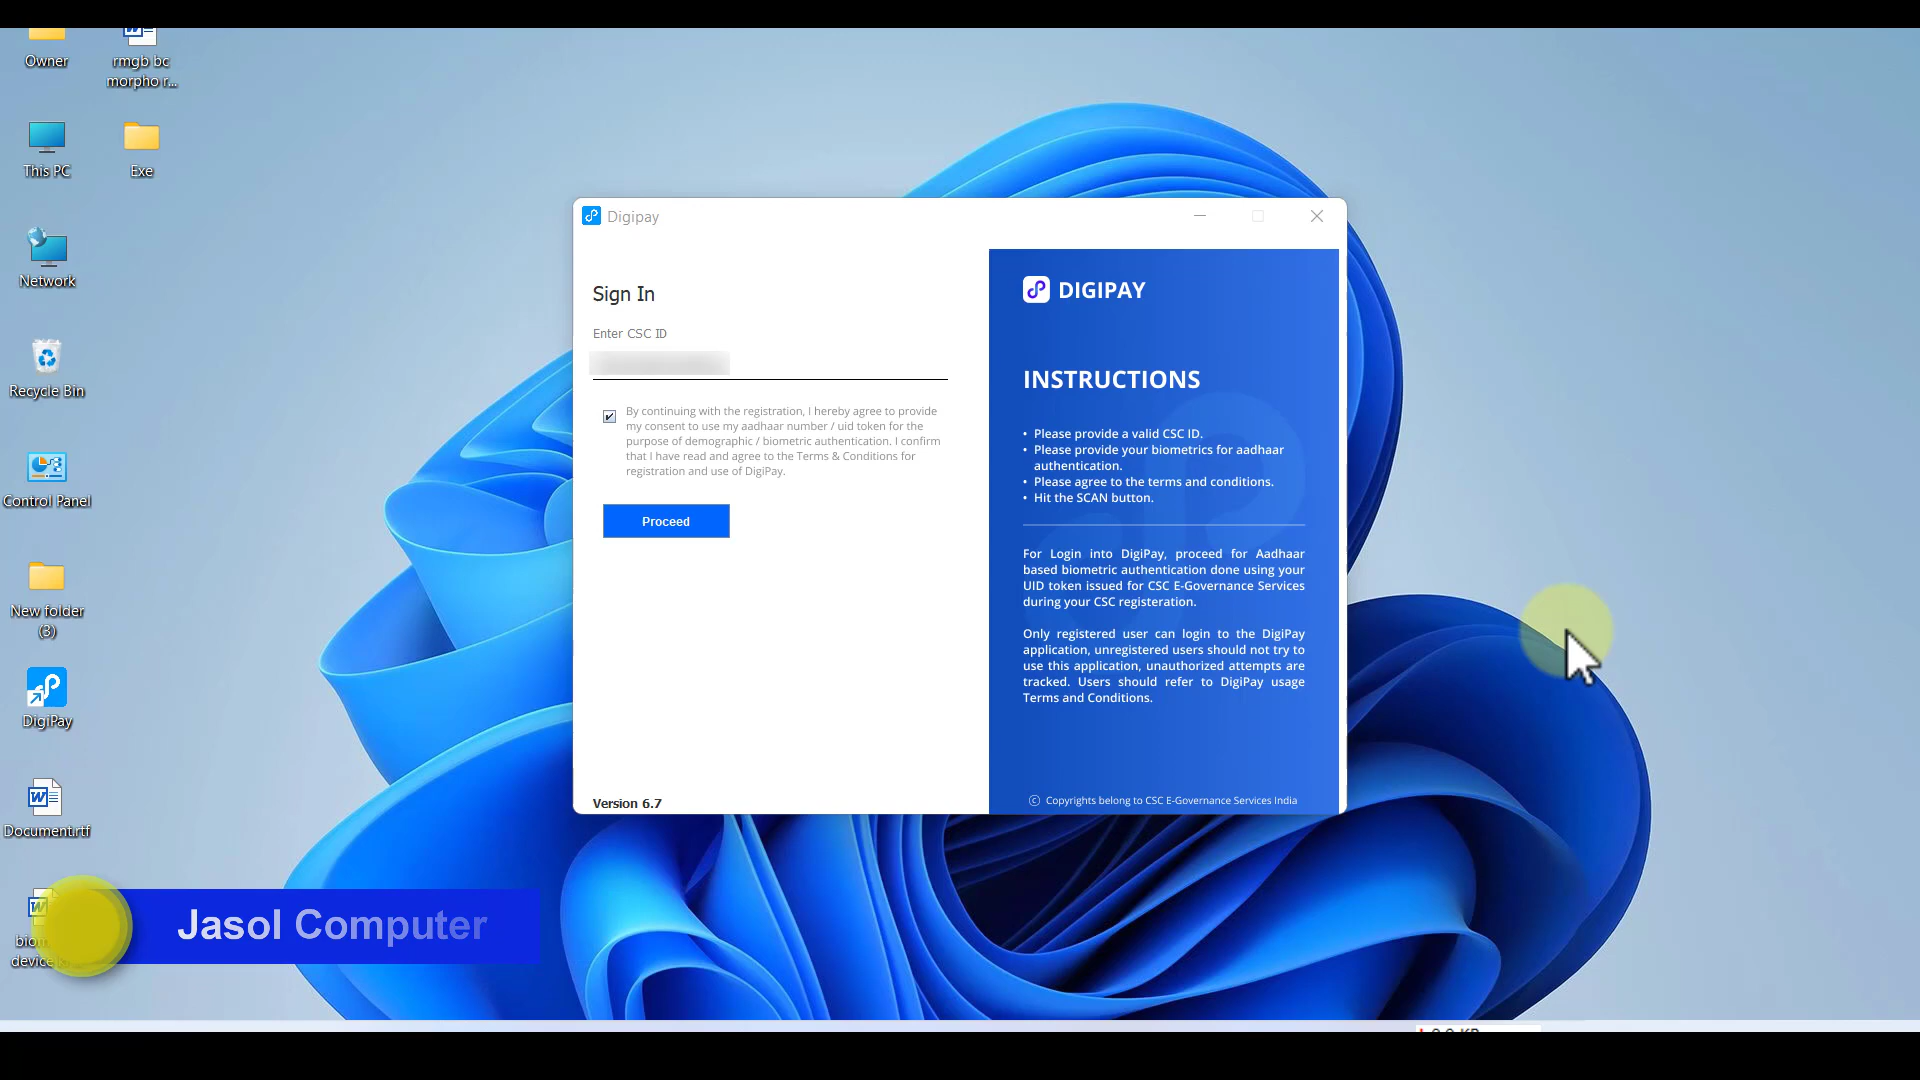 Owner
rmgb bc
morpho r...
This PC
Exe
Network
Recycle Bin
Control Panel
New folder
(3)
DigiPay
Document.rtf
device
Jasol Computer
Digipay
Sign In
Enter CSC ID
By continuing with the registration, I hereby agree to provide
my consent to use my aadhaar number / uid token for the
purpose of demographic / biometric authentication. I confirm
that I have read and agree to the Terms & Conditions for
registration and use of DigiPay.
Proceed
Version 6.7
DIGIPAY
INSTRUCTIONS
• Please provide a valid CSC ID.
• Please provide your biometrics for aadhaar
authentication.
• Please agree to the terms and conditions.
• Hit the SCAN button.
For Login into DigiPay, proceed for Aadhaar
based biometric authentication done using your
UID token issued for CSC E-Governance Services
during your CSC registeration.
Only registered user can login to the DigiPay
application, unregistered users should not try to
use this application, unauthorized attempts are
tracked. Users should refer to DigiPay usage
Terms and Conditions.
© Copyrights belong to CSC E-Governance Services India